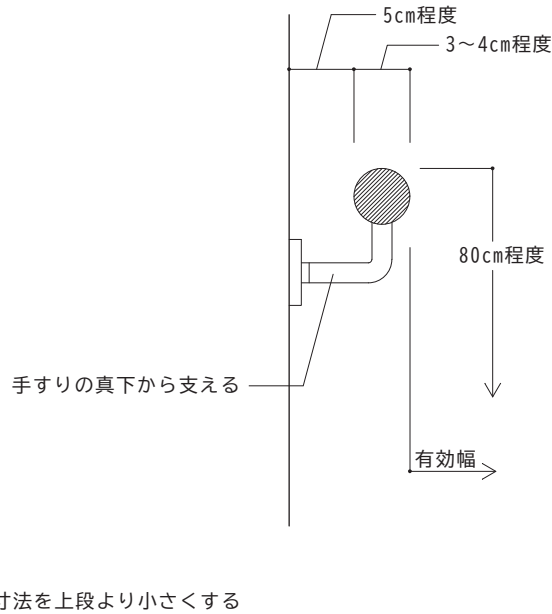 5cm程度
3～4cm程度
80cm程度
手すりの真下から支える
有効幅
寸法を上段より小さくする